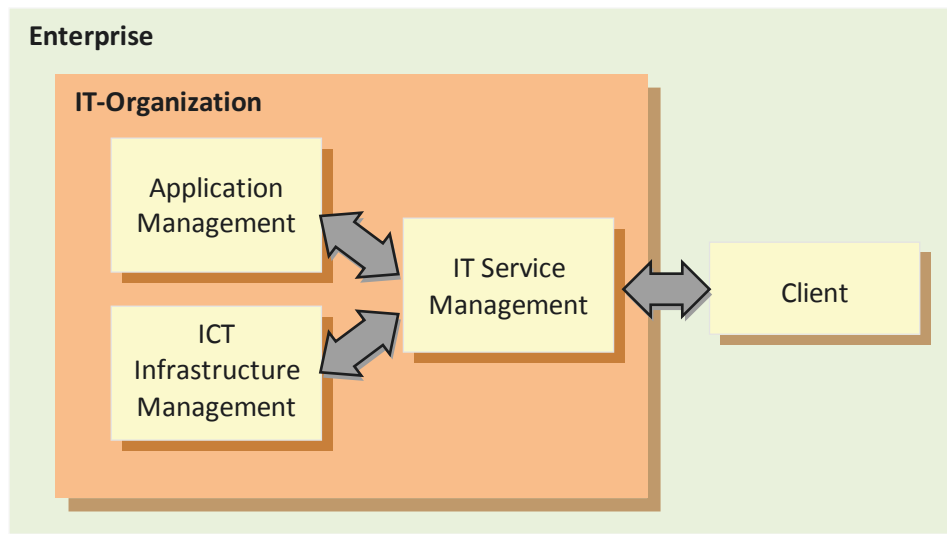 Enterprise
IT-Organization
Application
Management
ICT
Infrastructure
Management
IT Service
Management
Client